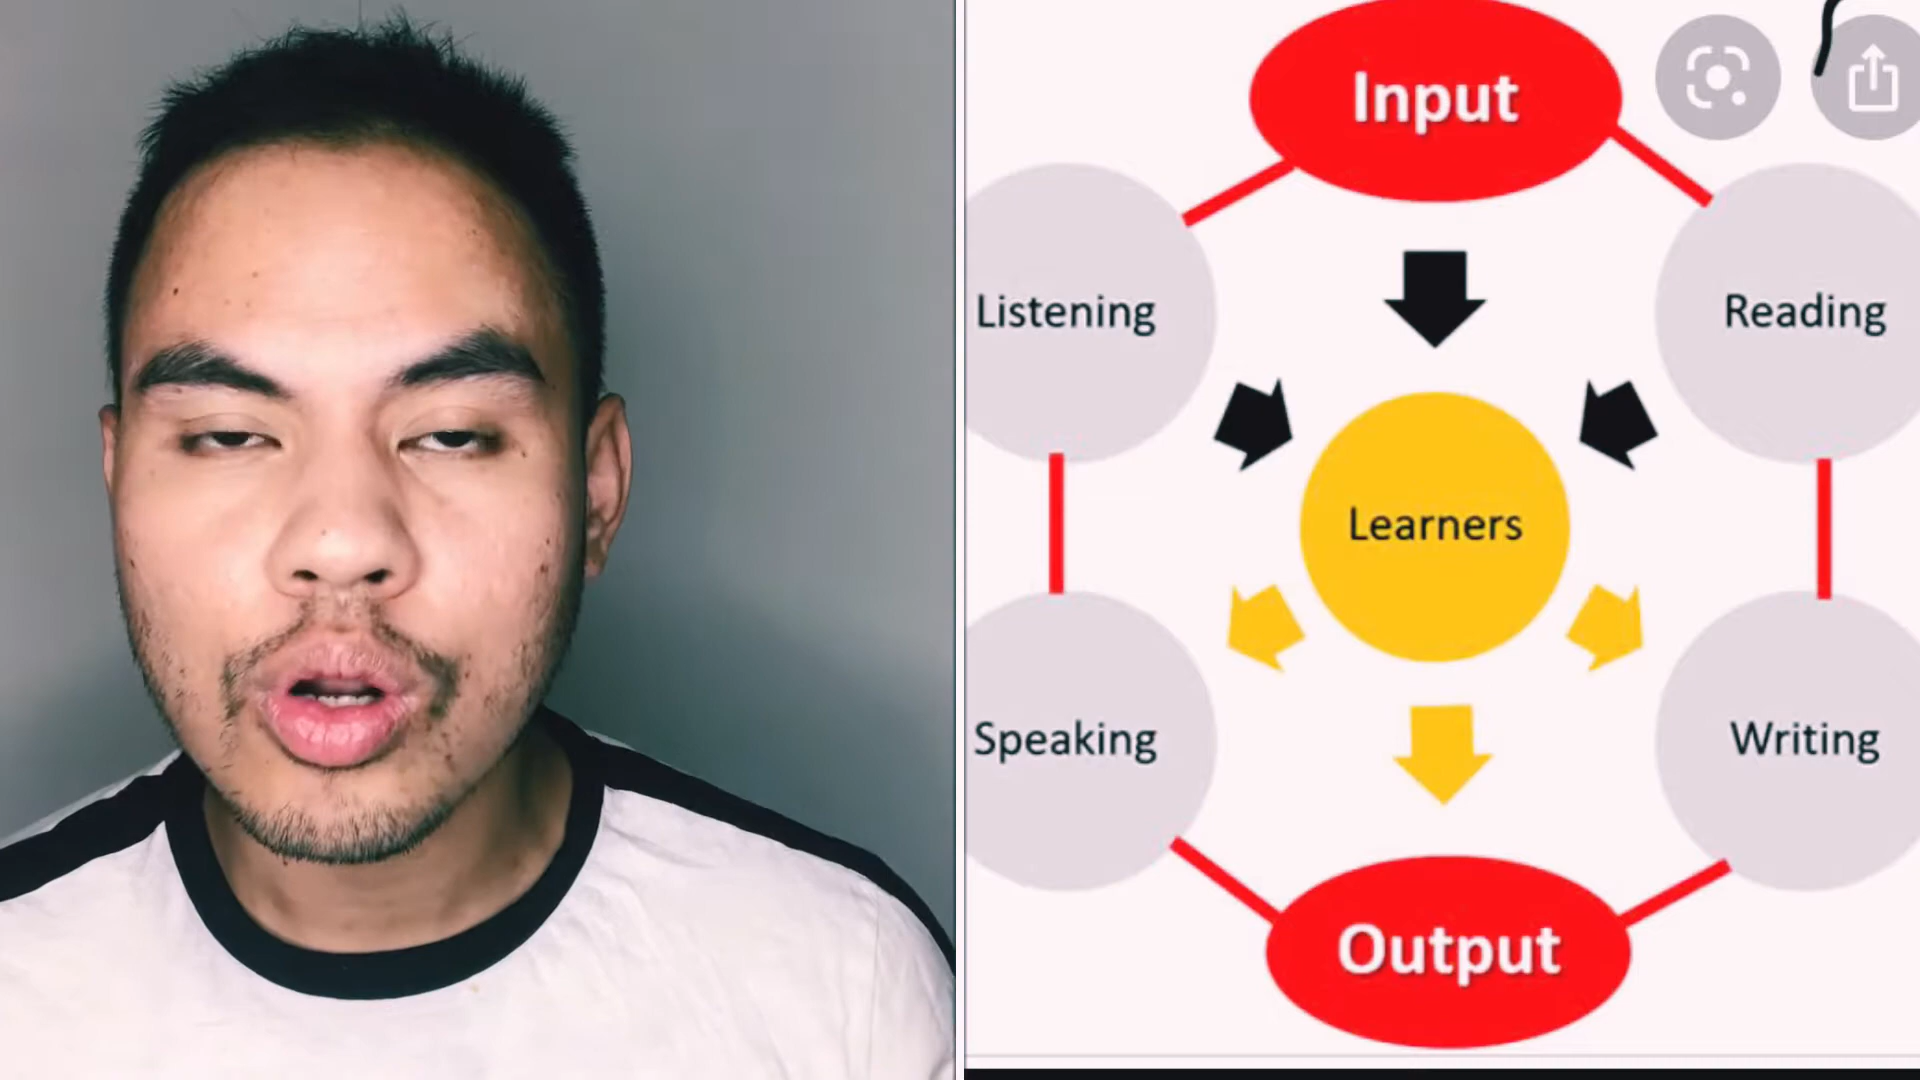 Input
Listening
Reading
Learners
Speaking
Writing
Output